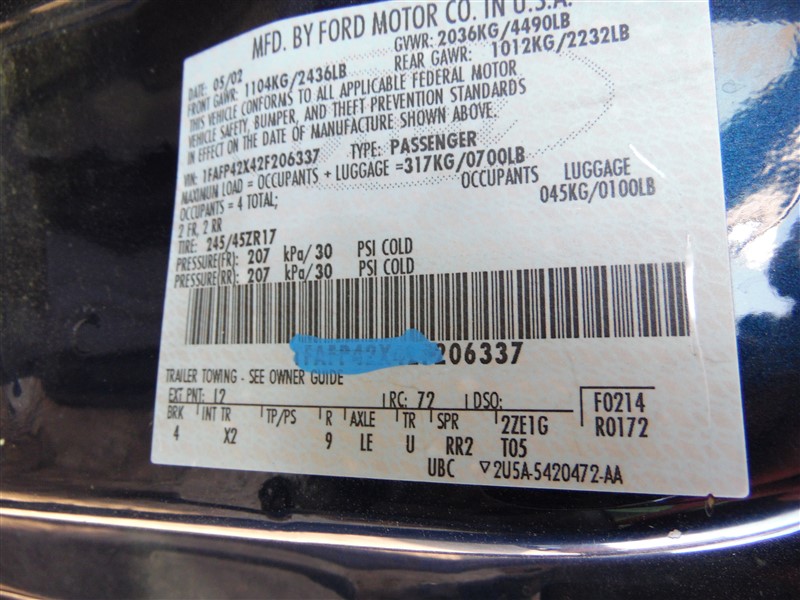 MFD. BY FORD MOTOR CO. IN U.S.A.
DATE: 05/02 GVWR: 2036KG/4490LB
FRONT GAWR: 1104KG/2436LB REAR GAWR: 1012KG/2232LB
THIS VEHICLE CONFORMS TO ALL APPLICABLE FEDERAL MOTOR
VEHICLE SAFETY, BUMPER, AND THEFT PREVENTION STANDARDS
IN EFFECT ON THE DATE OF MANUFACTURE SHOWN ABOVE.
VIN: 1FAFP42X42F206337 TYPE: PASSENGER
MAXIMUM LOAD = OCCUPANTS + LUGGAGE =317KG/0700LB
OCCUPANTS = 4 TOTAL; OCCUPANTS LUGGAGE
2 FR, 2 RR 045KG/0100LB
TIRE: 245/45ZR17
PRESSURE(FR): 207 kPa/30 PSI COLD
PRESSURE(RR): 207 kPa/30 PSI COLD
1FAFP42X42F206337
TRAILER TOWING - SEE OWNER GUIDE
EXT PNT: 12 RC: 72 DSO: F0214
BRK INT TR TP/PS R AXLE TR SPR 2ZE1G R0172
4 X2 9 LE U RR2 T05
UBC ▽2U5A-5420472-AA